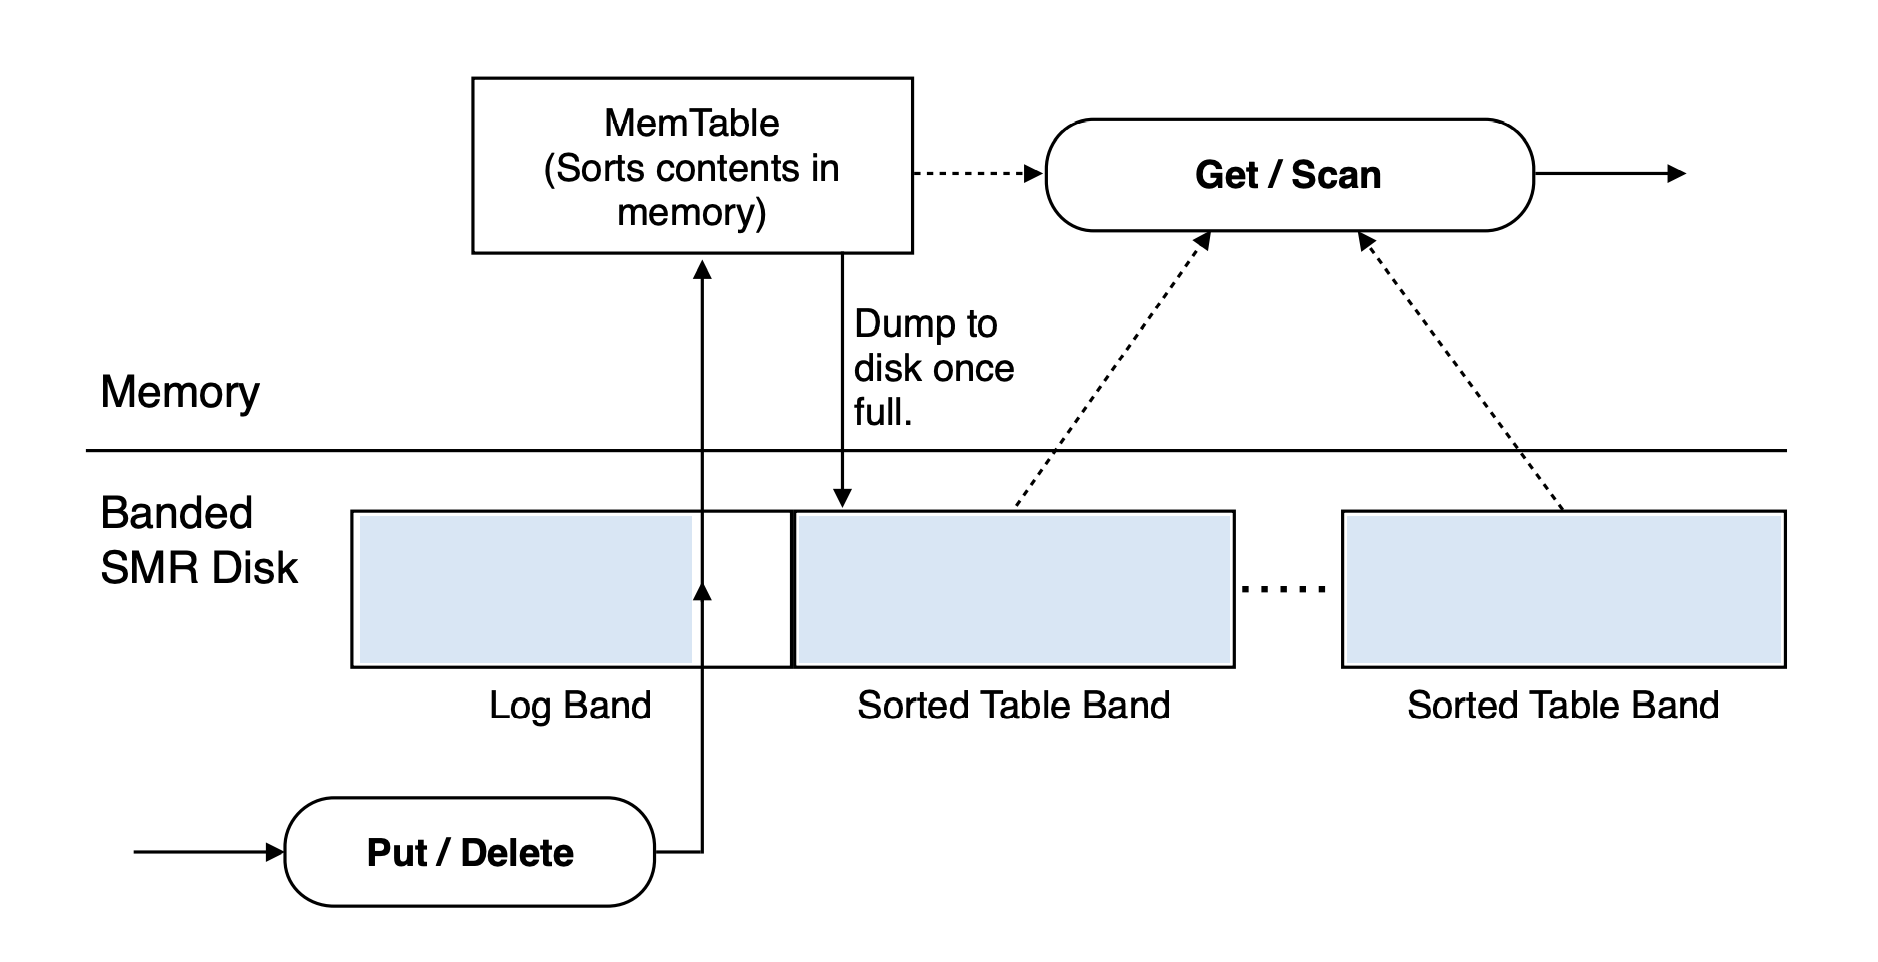 MemTable
(Sorts contents in
memory)
Get / Scan
Dump to
disk once
full.
Memory
Banded
SMR Disk
Log Band
Sorted Table Band
Sorted Table Band
Put / Delete